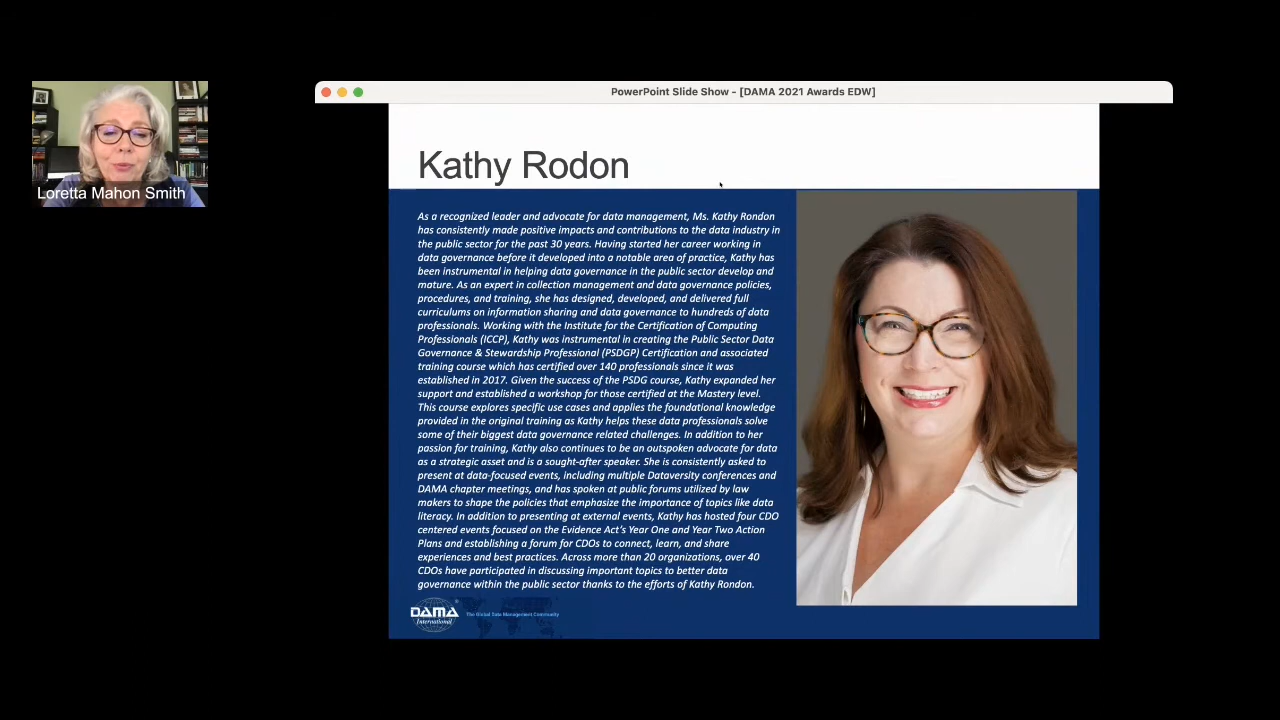 PowerPoint Slide Show - [DAMA 2021 Awards EDW]
Loretta Mahon Smith
Kathy Rodon
As a recognized leader and advocate for data management, Ms. Kathy Rondon
has consistently made positive impacts and contributions to the data industry in
the public sector for the past 30 years. Having started her career working in
data governance before it developed into a notable area of practice, Kathy has
been instrumental in helping data governance in the public sector develop and
mature. As an expert in collection management and data governance policies,
procedures, and training, she has designed, developed, and delivered full
curriculums on information sharing and data governance to hundreds of data
professionals. Working with the Institute for the Certification of Computing
Professionals (ICCP), Kathy was instrumental in creating the Public Sector Data
Governance & Stewardship Professional (PSDGP) Certification and associated
training course which has certified over 140 professionals since it was
established in 2017. Given the success of the PSDG course, Kathy expanded her
support and established a workshop for those certified at the Mastery level.
This course explores specific use cases and applies the foundational knowledge
provided in the original training as Kathy helps these data professionals solve
some of their biggest data governance related challenges. In addition to her
passion for training, Kathy also continues to be an outspoken advocate for data
as a strategic asset and is a sought-after speaker. She is consistently asked to
present at data-focused events, including multiple Dataversity conferences and
DAMA chapter meetings, and has spoken at public forums utilized by law
makers to shape the policies that emphasize the importance of topics like data
literacy. In addition to presenting at external events, Kathy has hosted four CDO
centered events focused on the Evidence Act's Year One and Year Two Action
Plans and establishing a forum for CDOs to connect, learn, and share
experiences and best practices. Across more than 20 organizations, over 40
CDOs have participated in discussing important topics to better data
governance within the public sector thanks to the efforts of Kathy Rondon.
DAMA
International
The Global Data Management Community